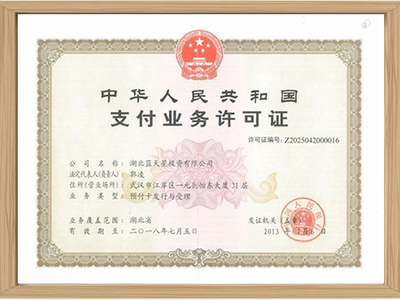 中华人民共和国
支付业务许可证
许可证编号: Z2025042000016
公司名称: 湖北蓝天星投资有限公司
法定代表人(负责人) 郭凌
住所(营业场所) 武汉市江岸区一元街怡东大厦31层
业务类型: 预付卡发行与受理
业务覆盖范围: 湖北省
发证机关(盖章)
有效期至: 二〇一八年七月五日
2013